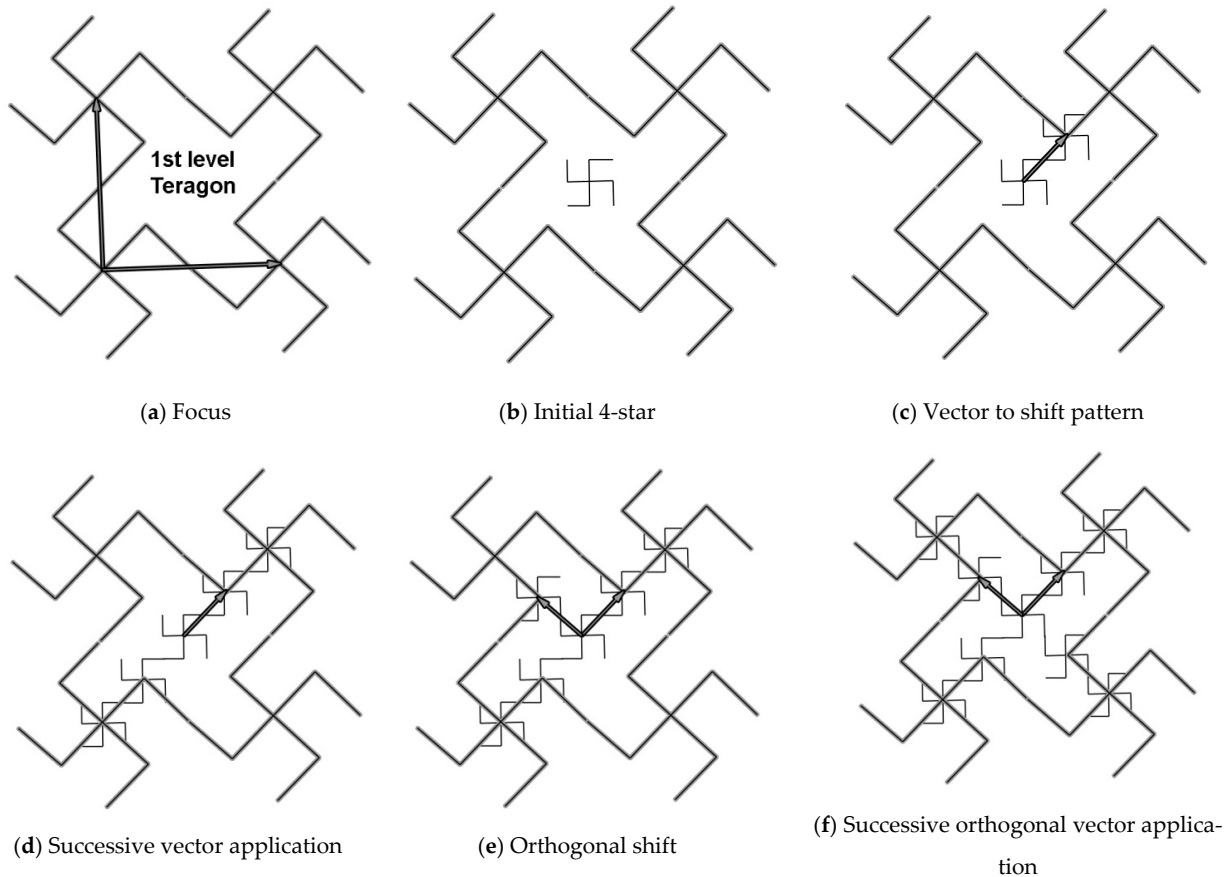 1st level
Teragon
(a) Focus
(b) Initial 4-star
(c) Vector to shift pattern
(d) Successive vector application
(e) Orthogonal shift
(f) Successive orthogonal vector applica-
tion